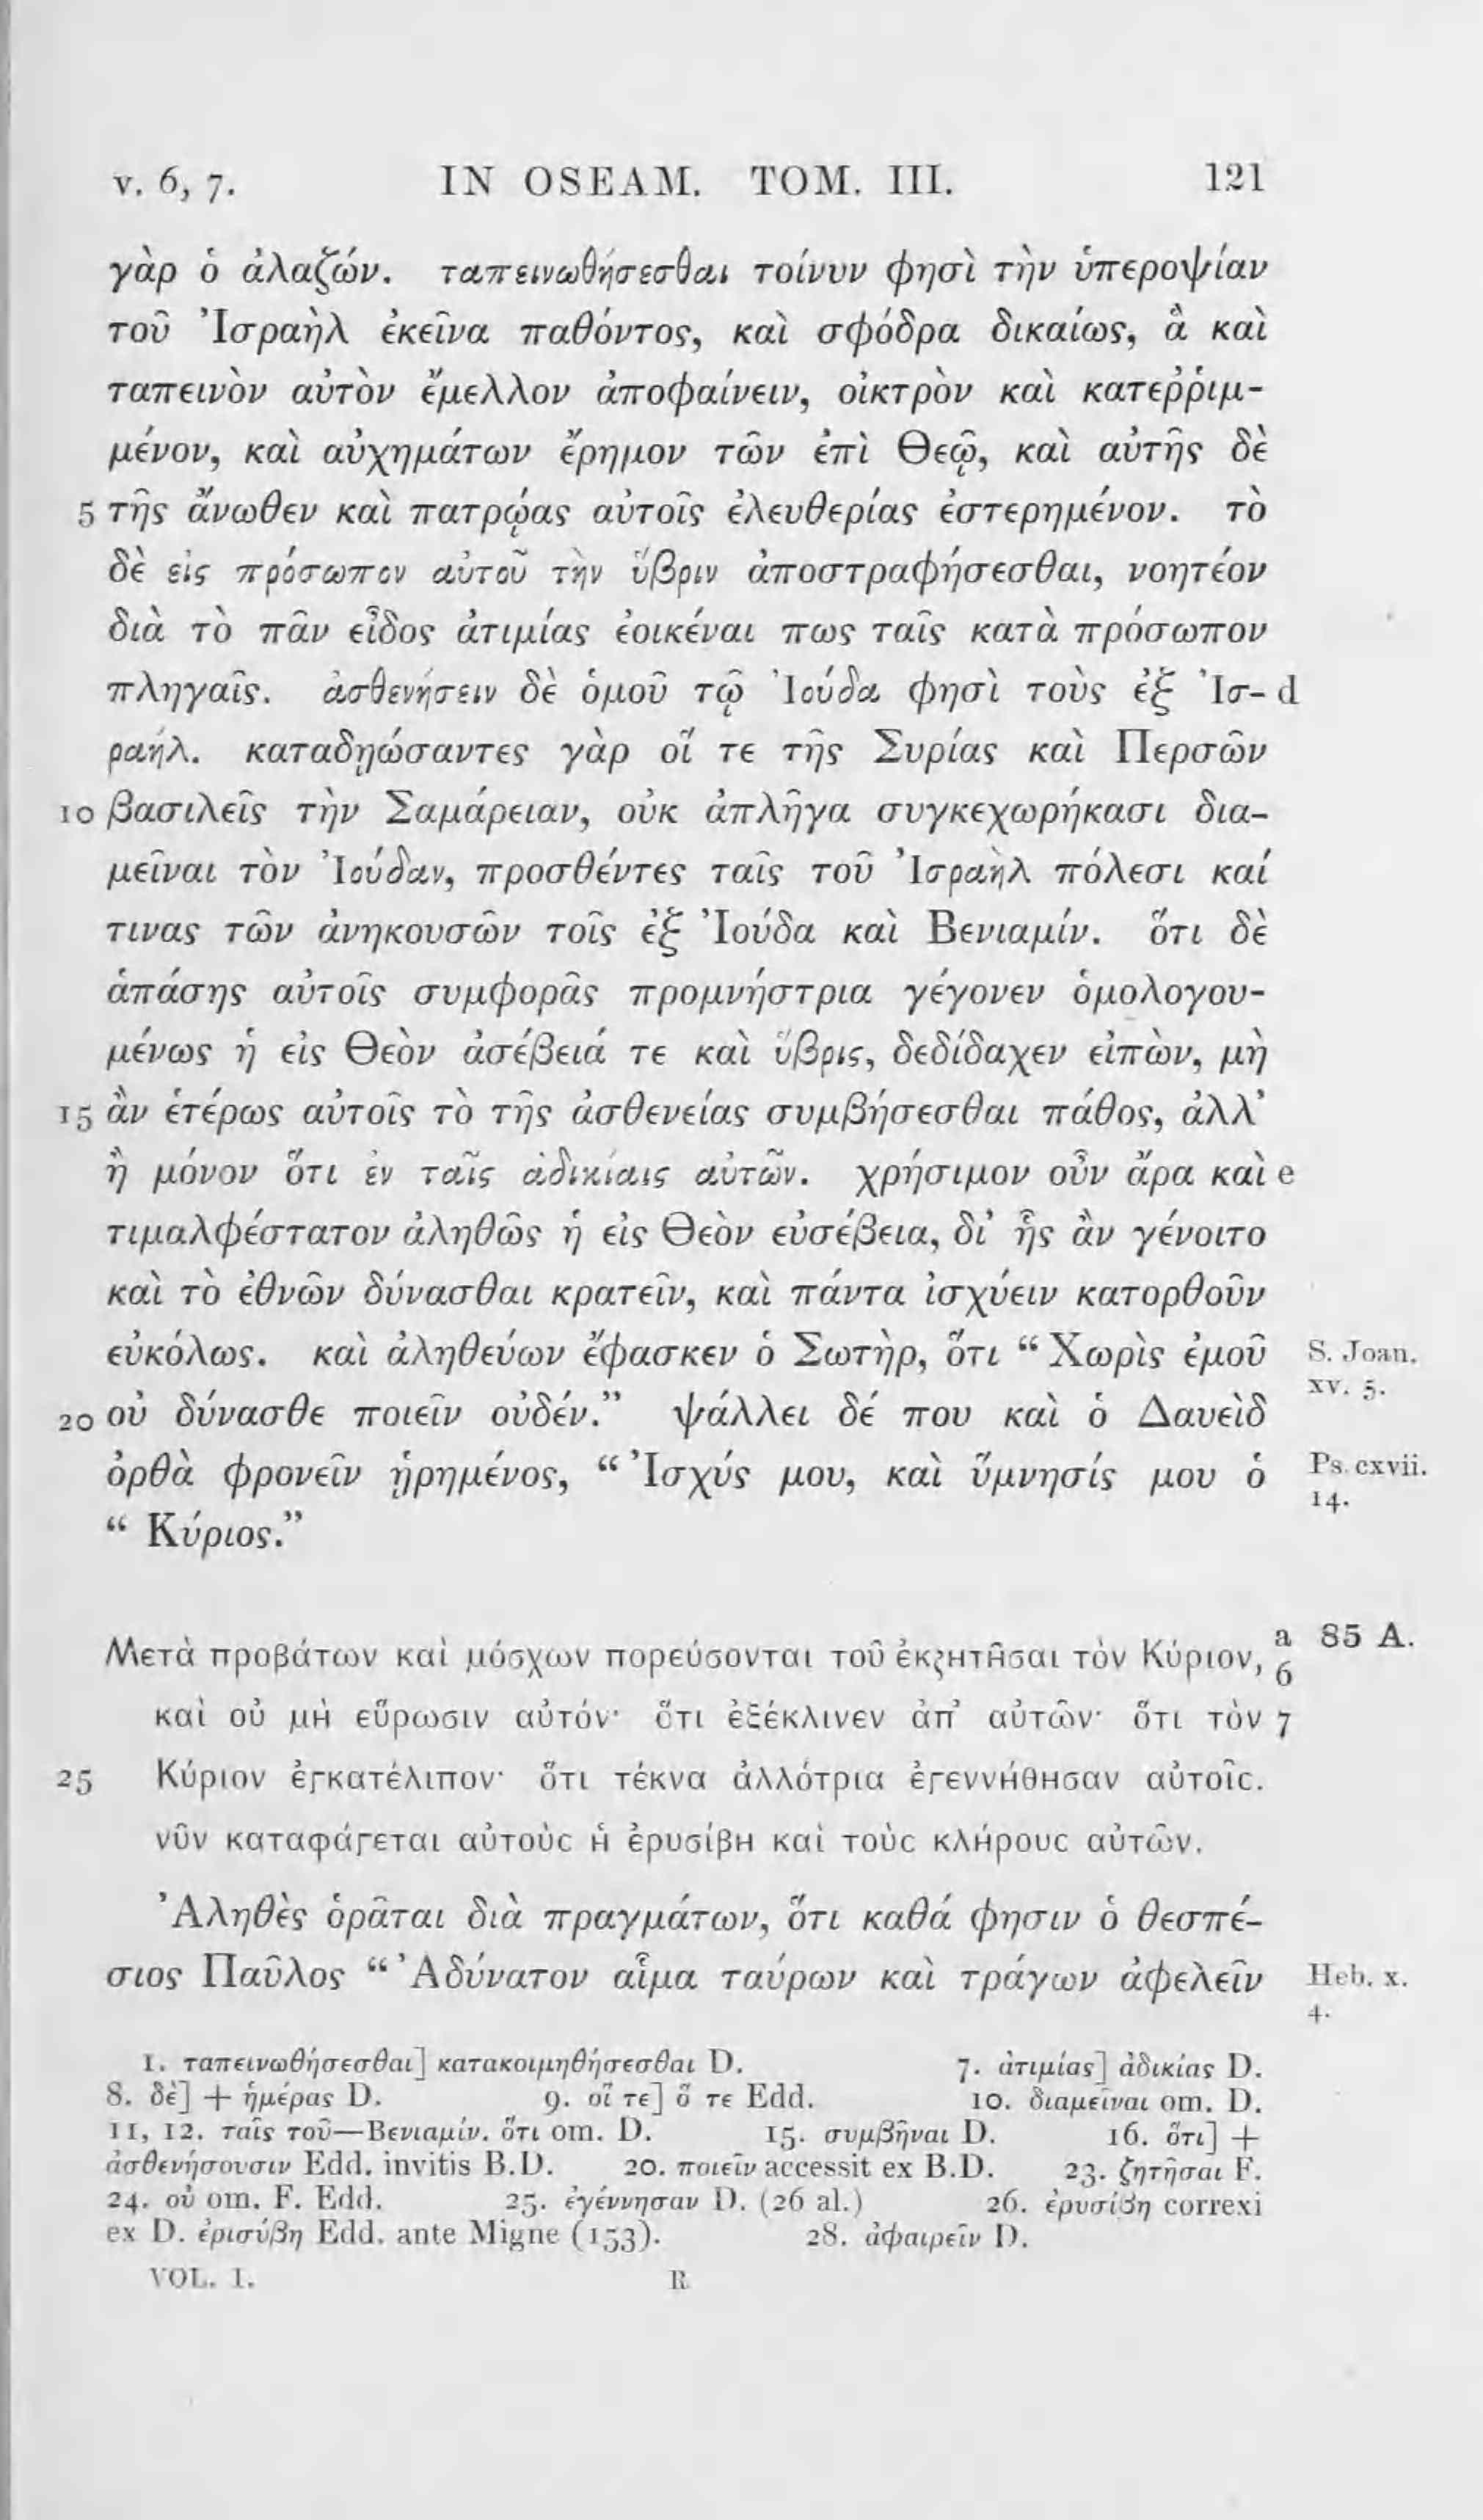 v. 6, 7. IN OSEAM. TOM. III. 121
γὰρ ὁ ἀλαζών. ταπεινωθήσεσθαι τοίνυν φησὶ τὴν ὑπεροψίαν
τοῦ Ἰσραὴλ ἐκεῖνα παθόντος, καὶ σφόδρα δικαίως, ἃ καὶ
ταπεινὸν αὐτὸν ἔμελλον ἀποφαίνειν, οἰκτρὸν καὶ κατεῤῥιμ-
μένον, καὶ αὐχημάτων ἔρημον τῶν ἐπὶ Θεῷ, καὶ αὐτῆς δὲ
5 τῆς ἄνωθεν καὶ πατρῴας αὐτοῖς ἐλευθερίας ἐστερημένον. τὸ
δὲ εἰς πρόσωπον αὐτοῦ τὴν ὕβριν ἀποστραφήσεσθαι, νοητέον
διὰ τὸ πᾶν εἶδος ἀτιμίας ἐοικέναι πως ταῖς κατὰ πρόσωπον
πληγαῖς. ἀσθενήσειν δὲ ὁμοῦ τῷ Ἰούδα φησὶ τοὺς ἐξ Ἰσ- d
ραήλ. καταδῃώσαντες γὰρ οἵ τε τῆς Συρίας καὶ Περσῶν
10 βασιλεῖς τὴν Σαμάρειαν, οὐκ ἀπλῆγα συγκεχωρήκασι δια-
μεῖναι τὸν Ἰούδαν, προσθέντες ταῖς τοῦ Ἰσραὴλ πόλεσι καί
τινας τῶν ἀνηκουσῶν τοῖς ἐξ Ἰούδα καὶ Βενιαμίν. ὅτι δὲ
ἁπάσης αὐτοῖς συμφορᾶς προμνήστρια γέγονεν ὁμολογου-
μένως ἡ εἰς Θεὸν ἀσέβειά τε καὶ ὕβρις, δεδίδαχεν εἰπὼν, μὴ
15 ἂν ἑτέρως αὐτοῖς τὸ τῆς ἀσθενείας συμβήσεσθαι πάθος, ἀλλ’
ἢ μόνον ὅτι ἐν ταῖς ἀδικίαις αὐτῶν. χρήσιμον οὖν ἄρα καὶ e
τιμαλφέστατον ἀληθῶς ἡ εἰς Θεὸν εὐσέβεια, δι’ ἧς ἂν γένοιτο
καὶ τὸ ἐθνῶν δύνασθαι κρατεῖν, καὶ πάντα ἰσχύειν κατορθοῦν
εὐκόλως. καὶ ἀληθεύων ἔφασκεν ὁ Σωτὴρ, ὅτι “ Χωρὶς ἐμοῦ S. Joan. xv. 5.
20 οὐ δύνασθε ποιεῖν οὐδέν.” ψάλλει δέ που καὶ ὁ Δαυεὶδ
ὀρθὰ φρονεῖν ᾑρημένος, “ Ἰσχύς μου, καὶ ὕμνησίς μου ὁ Ps. cxvii. 14.
“ Κύριος.”
Μετὰ προβάτων καὶ μόσχων πορεύσονται τοῦ ἐκζητῆσαι τὸν Κύριον, a 6 85 A.
καὶ οὐ μὴ εὕρωσιν αὐτόν· ὅτι ἐξέκλινεν ἀπ’ αὐτῶν· ὅτι τὸν 7
25 Κύριον ἐγκατέλιπον· ὅτι τέκνα ἀλλότρια ἐγεννήθησαν αὐτοῖς.
νῦν καταφάγεται αὐτοὺς ἡ ἐρυσίβη καὶ τοὺς κλήρους αὐτῶν.
Ἀληθὲς ὁρᾶται διὰ πραγμάτων, ὅτι καθά φησιν ὁ θεσπέ-
σιος Παῦλος “ Ἀδύνατον αἷμα ταύρων καὶ τράγων ἀφελεῖν Heb. x. 4.
1. ταπεινωθήσεσθαι] κατακοιμηθήσεσθαι D. 7. ἀτιμίας] ἀδικίας D.
8. δὲ] + ἡμέρας D. 9. οἵ τε] ὅ τε Edd. 10. διαμεῖναι om. D.
11, 12. ταῖς τοῦ—Βενιαμίν. ὅτι om. D. 15. συμβῆναι D. 16. ὅτι] +
ἀσθενήσουσιν Edd. invitis B.D. 20. ποιεῖν accessit ex B.D. 23. ζητῆσαι F.
24. οὐ om. F. Edd. 25. ἐγέννησαν D. (26 al.) 26. ἐρυσίβη correxi
ex D. ἐρισύβη Edd. ante Migne (153). 28. ἀφαιρεῖν D.
VOL. I. R